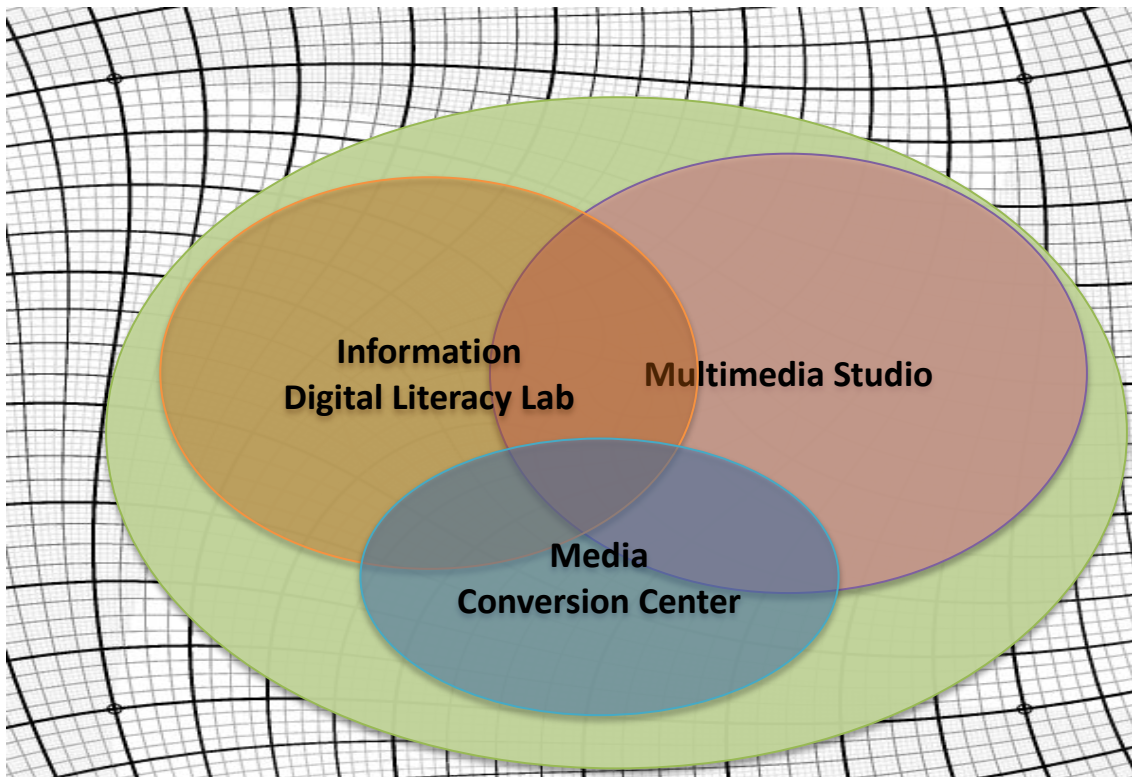 Information
Digital Literacy Lab
Multimedia Studio
Media
Conversion Center